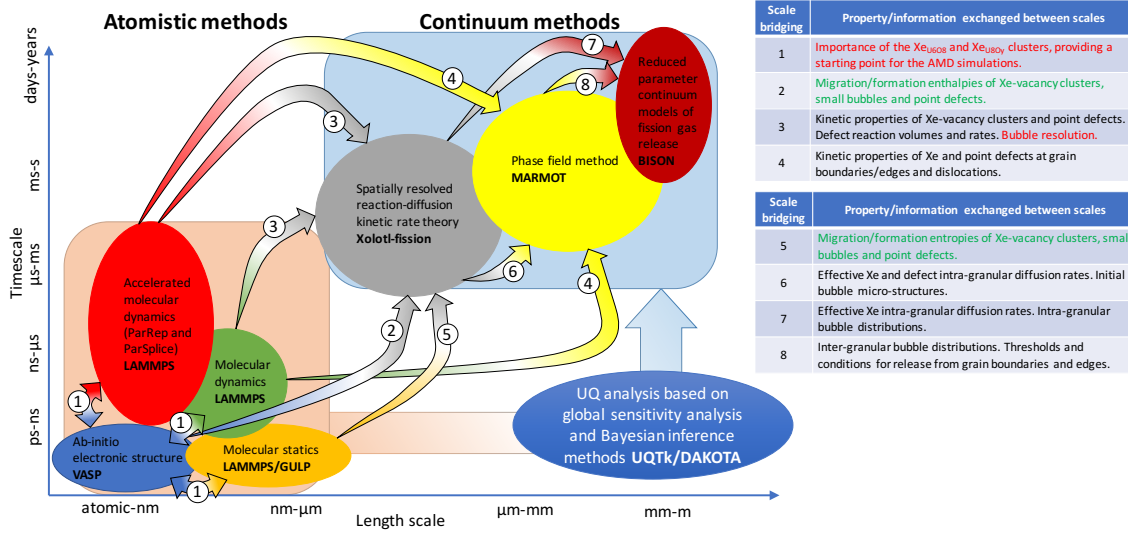 Atomistic methods
Continuum methods
Timescale
days-years
ms-s
μs-ms
ns-μs
ps-ns
atomic-nm
nm-μm
Length scale
μm-mm
mm-m
Accelerated
molecular
dynamics
(ParRep and
ParSplice)
LAMMPS
Molecular
dynamics
LAMMPS
Ab-initio
electronic structure
VASP
Molecular statics
LAMMPS/GULP
Spatially resolved
reaction-diffusion
kinetic rate theory
Xolotl-fission
Phase field method
MARMOT
Reduced
parameter
continuum
models of
fission gas
release
BISON
UQ analysis based on
global sensitivity analysis
and Bayesian inference
methods UQTk/DAKOTA
1
1
1
2
3
3
4
4
5
6
7
8
Scale
bridging
Property/information exchanged between scales
1
Importance of the XeU6O8 and XeU8Oy clusters, providing a
starting point for the AMD simulations.
2
Migration/formation enthalpies of Xe-vacancy clusters,
small bubbles and point defects.
3
Kinetic properties of Xe-vacancy clusters and point defects.
Defect reaction volumes and rates. Bubble resolution.
4
Kinetic properties of Xe and point defects at grain
boundaries/edges and dislocations.
Scale
bridging
Property/information exchanged between scales
5
Migration/formation entropies of Xe-vacancy clusters, smal
bubbles and point defects.
6
Effective Xe and defect intra-granular diffusion rates. Initial
bubble micro-structures.
7
Effective Xe intra-granular diffusion rates. Intra-granular
bubble distributions.
8
Inter-granular bubble distributions. Thresholds and
conditions for release from grain boundaries and edges.